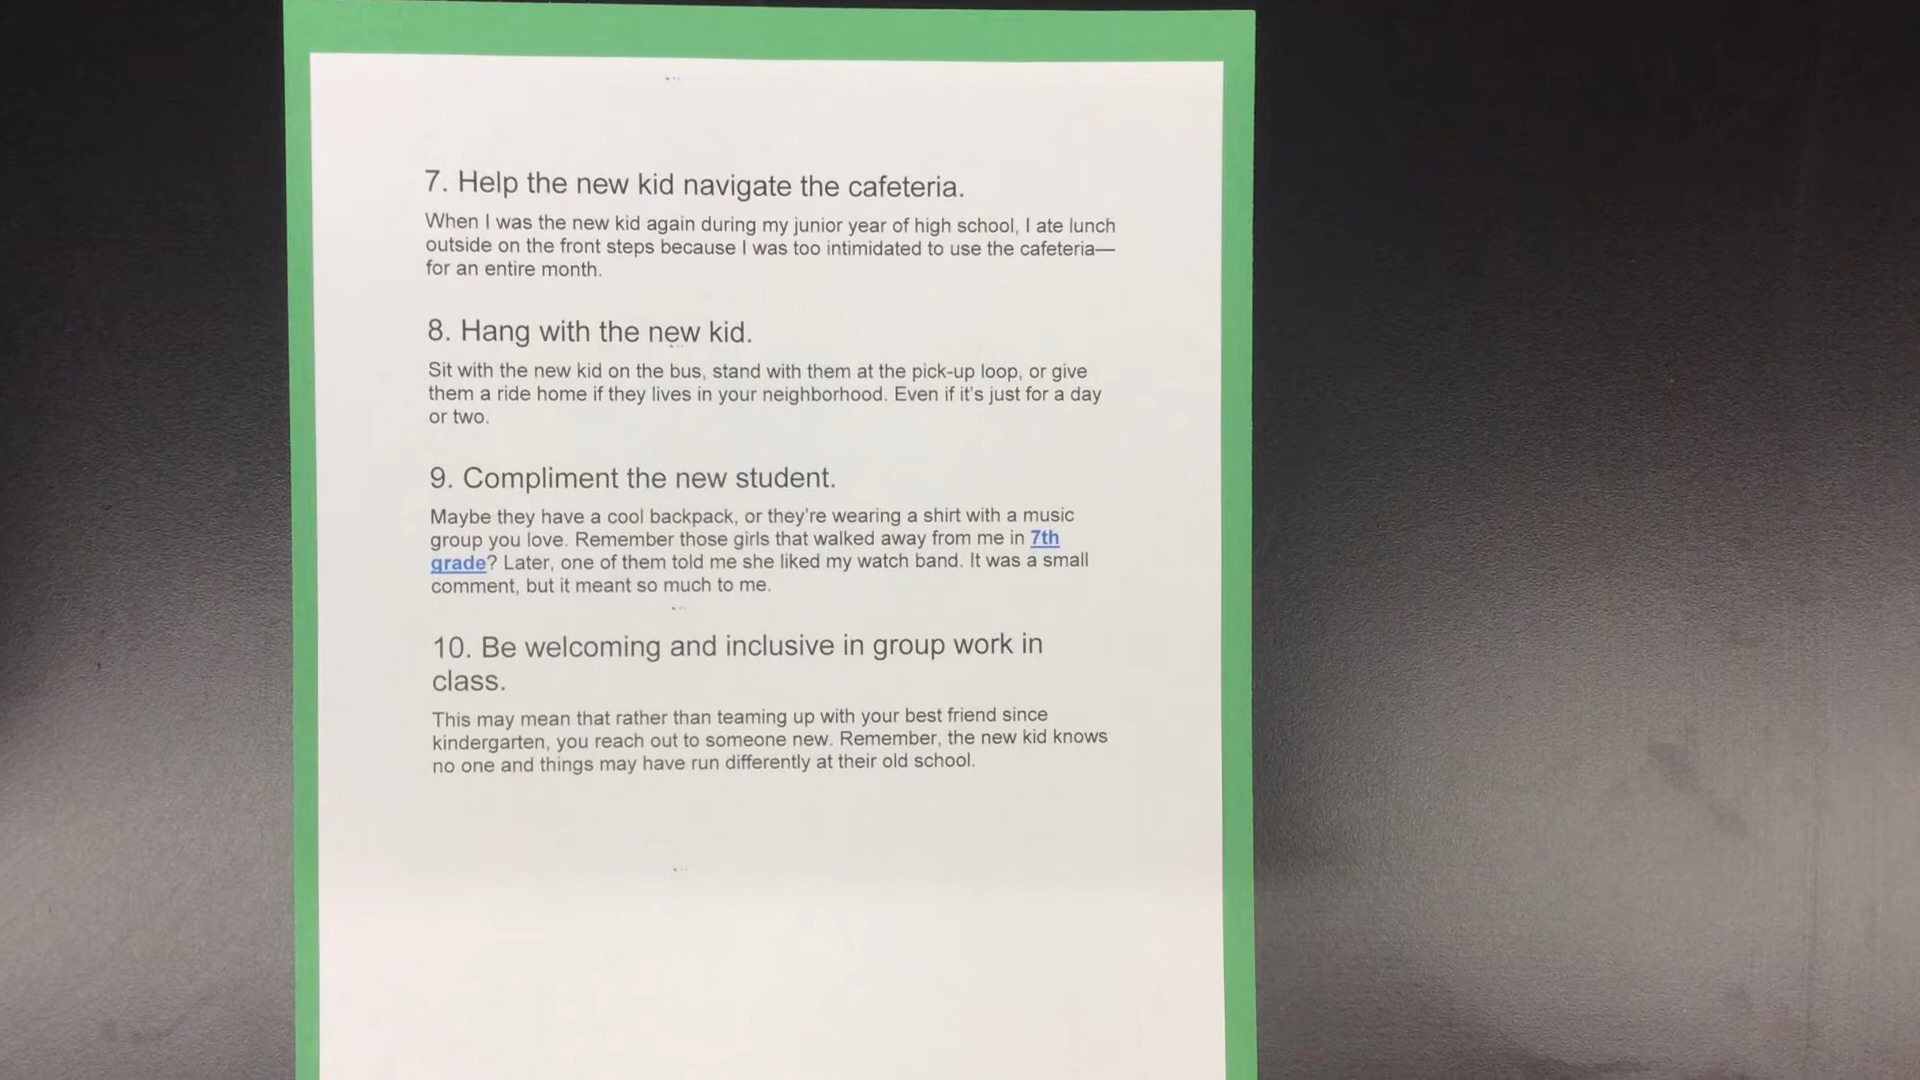 7. Help the new kid navigate the cafeteria.
When I was the new kid again during my junior year of high school, I ate lunch
outside on the front steps because I was too intimidated to use the cafeteria—
for an entire month.
8. Hang with the new kid.
Sit with the new kid on the bus, stand with them at the pick-up loop, or give
them a ride home if they lives in your neighborhood. Even if it's just for a day
or two.
9. Compliment the new student.
Maybe they have a cool backpack, or they're wearing a shirt with a music
group you love. Remember those girls that walked away from me in 7th
grade? Later, one of them told me she liked my watch band. It was a small
comment, but it meant so much to me.
10. Be welcoming and inclusive in group work in
class.
This may mean that rather than teaming up with your best friend since
kindergarten, you reach out to someone new. Remember, the new kid knows
no one and things may have run differently at their old school.